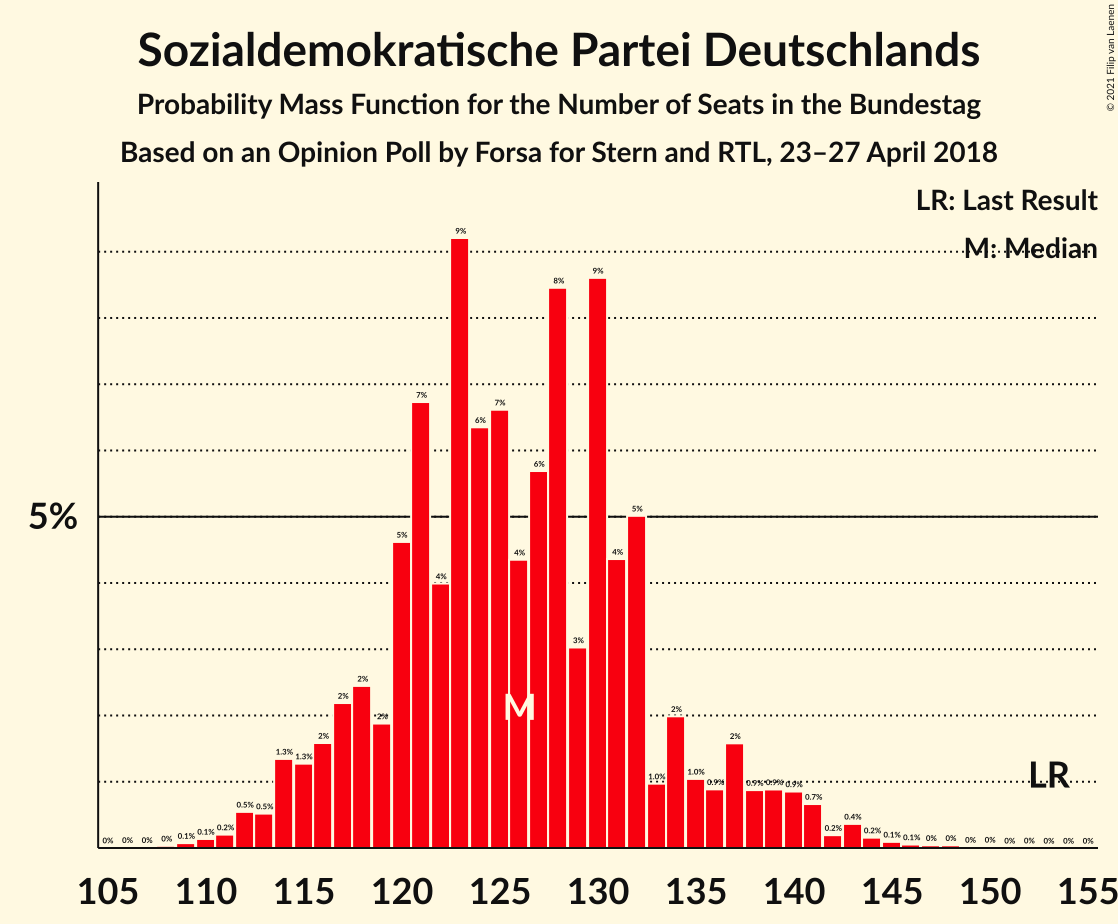 © 2021 Filip van Laenen
Sozialdemokratische Partei Deutschlands
Probability Mass Function for the Number of Seats in the Bundestag
Based on an Opinion Poll by Forsa for Stern and RTL, 23–27 April 2018
LR: Last Result
M: Median
5%
0% 0% 0% 0% 0.1% 0.1% 0.2% 0.5% 0.5% 1.3% 1.3% 2% 2% 2% 2% 5% 7% 4% 9% 6% 7% 4% 6% 8% 3% 9% 4% 5% 1.0% 2% 1.0% 0.9% 2% 0.9% 0.9% 0.9% 0.7% 0.2% 0.4% 0.2% 0.1% 0.1% 0% 0% 0% 0% 0% 0% 0% 0% 0%
M
LR
105 110 115 120 125 130 135 140 145 150 155